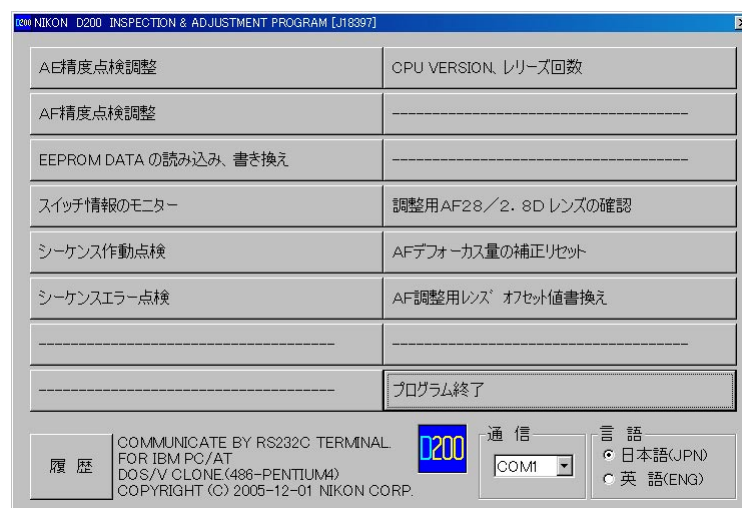 D200 NIKON D200 INSPECTION & ADJUSTMENT PROGRAM [J18397]
AE精度点検調整
CPU VERSION、レリーズ回数
AF精度点検調整
------------------------------------
EEPROM DATA の読み込み、書き換え
------------------------------------
スイッチ情報のモニター
調整用AF28／2．8D レンズの確認
シーケンス作動点検
AFデフォーカス量の補正リセット
シーケンスエラー点検
AF調整用レンズ オフセット値書換え
------------------------------------
------------------------------------
------------------------------------
プログラム終了
履 歴
COMMUNICATE BY RS232C TERMINAL
FOR IBM PC/AT
DOS/V CLONE.(486-PENTIUM4)
COPYRIGHT (C) 2005-12-01 NIKON CORP.
D200
通 信
COM1
言 語
日本語(JPN)
英 語(ENG)